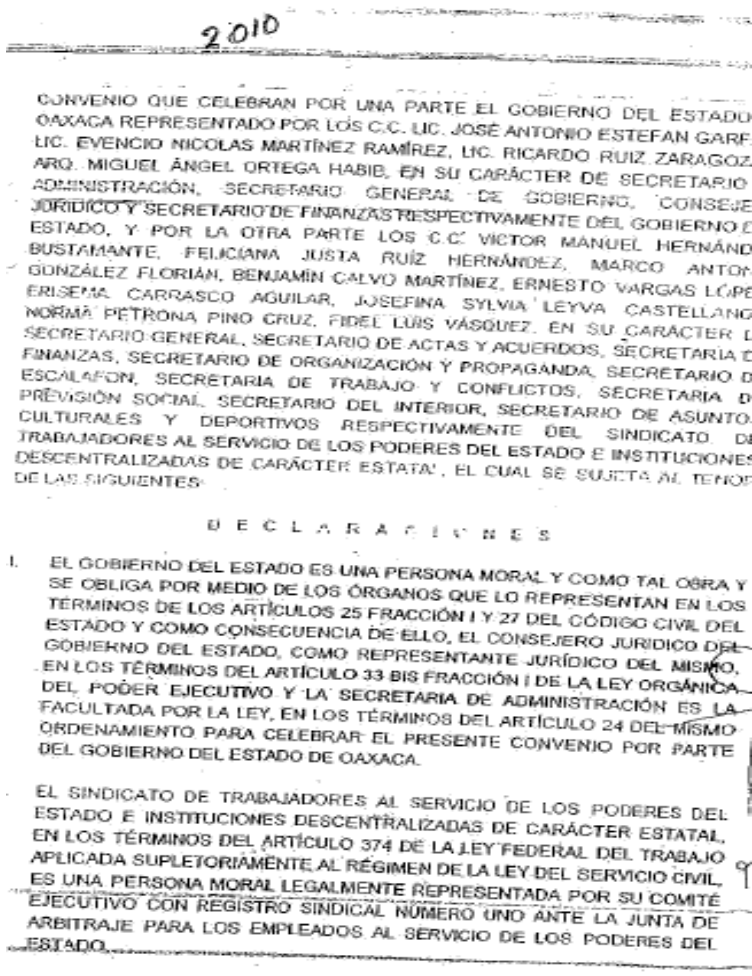 2010
CONVENIO QUE CELEBRAN POR UNA PARTE EL GOBIERNO DEL ESTADO
OAXACA REPRESENTADO POR LOS C.C. LIC. JOSÉ ANTONIO ESTEFAN GARF
LIC. EVENCIO NICOLAS MARTÍNEZ RAMÍREZ, LIC. RICARDO RUIZ ZARAGOZ
ARQ. MIGUEL ÁNGEL ORTEGA HABIB, EN SU CARÁCTER DE SECRETARIO
ADMINISTRACIÓN, SECRETARIO GENERAL DE GOBIERNO, CONSEJE
JURÍDICO Y SECRETARIO DE FINANZAS RESPECTIVAMENTE DEL GOBIERNO D
ESTADO, Y POR LA OTRA PARTE LOS C.C. VICTOR MANUEL HERNÁND
BUSTAMANTE, FELICIANA JUSTA RUÍZ HERNÁNDEZ, MARCO ANTON
GONZÁLEZ FLORIÁN, BENJAMÍN CALVO MARTÍNEZ, ERNESTO VARGAS LÓPE
ERISEMA CARRASCO AGUILAR, JOSEFINA SYLVIA LEYVA CASTELLANO
NORMA PETRONA PINO CRUZ, FIDEL LUIS VÁSQUEZ, EN SU CARÁCTER D
SECRETARIO GENERAL, SECRETARIO DE ACTAS Y ACUERDOS, SECRETARIA D
FINANZAS, SECRETARIO DE ORGANIZACIÓN Y PROPAGANDA, SECRETARIO D
ESCALAFON, SECRETARIA DE TRABAJO Y CONFLICTOS, SECRETARIA D
PREVISIÓN SOCIAL, SECRETARIO DEL INTERIOR, SECRETARIO DE ASUNTO
CULTURALES Y DEPORTIVOS RESPECTIVAMENTE DEL SINDICATO DE
TRABAJADORES AL SERVICIO DE LOS PODERES DEL ESTADO E INSTITUCIONES
DESCENTRALIZADAS DE CARÁCTER ESTATAL, EL CUAL SE SUJETA AL TENOR
DE LAS SIGUIENTES
D E C L A R A C I O N E S
I. EL GOBIERNO DEL ESTADO ES UNA PERSONA MORAL Y COMO TAL OBRA Y
SE OBLIGA POR MEDIO DE LOS ÓRGANOS QUE LO REPRESENTAN EN LOS
TÉRMINOS DE LOS ARTÍCULOS 25 FRACCIÓN I Y 27 DEL CÓDIGO CIVIL DEL
ESTADO Y COMO CONSECUENCIA DE ELLO, EL CONSEJERO JURIDICO DEL
GOBIERNO DEL ESTADO, COMO REPRESENTANTE JURÍDICO DEL MISMO,
EN LOS TÉRMINOS DEL ARTÍCULO 33 BIS FRACCIÓN I DE LA LEY ORGÁNICA
DEL PODER EJECUTIVO Y LA SECRETARIA DE ADMINISTRACIÓN ES LA
FACULTADA POR LA LEY, EN LOS TÉRMINOS DEL ARTÍCULO 24 DEL MISMO
ORDENAMIENTO PARA CELEBRAR EL PRESENTE CONVENIO POR PARTE
DEL GOBIERNO DEL ESTADO DE OAXACA.
EL SINDICATO DE TRABAJADORES AL SERVICIO DE LOS PODERES DEL
ESTADO E INSTITUCIONES DESCENTRALIZADAS DE CARÁCTER ESTATAL,
EN LOS TÉRMINOS DEL ARTÍCULO 374 DE LA LEY FEDERAL DEL TRABAJO
APLICADA SUPLETORIAMENTE AL RÉGIMEN DE LA LEY DEL SERVICIO CIVIL,
ES UNA PERSONA MORAL LEGALMENTE REPRESENTADA POR SU COMITÉ
EJECUTIVO CON REGISTRO SINDICAL NÚMERO UNO ANTE LA JUNTA DE
ARBITRAJE PARA LOS EMPLEADOS AL SERVICIO DE LOS PODERES DEL
ESTADO.